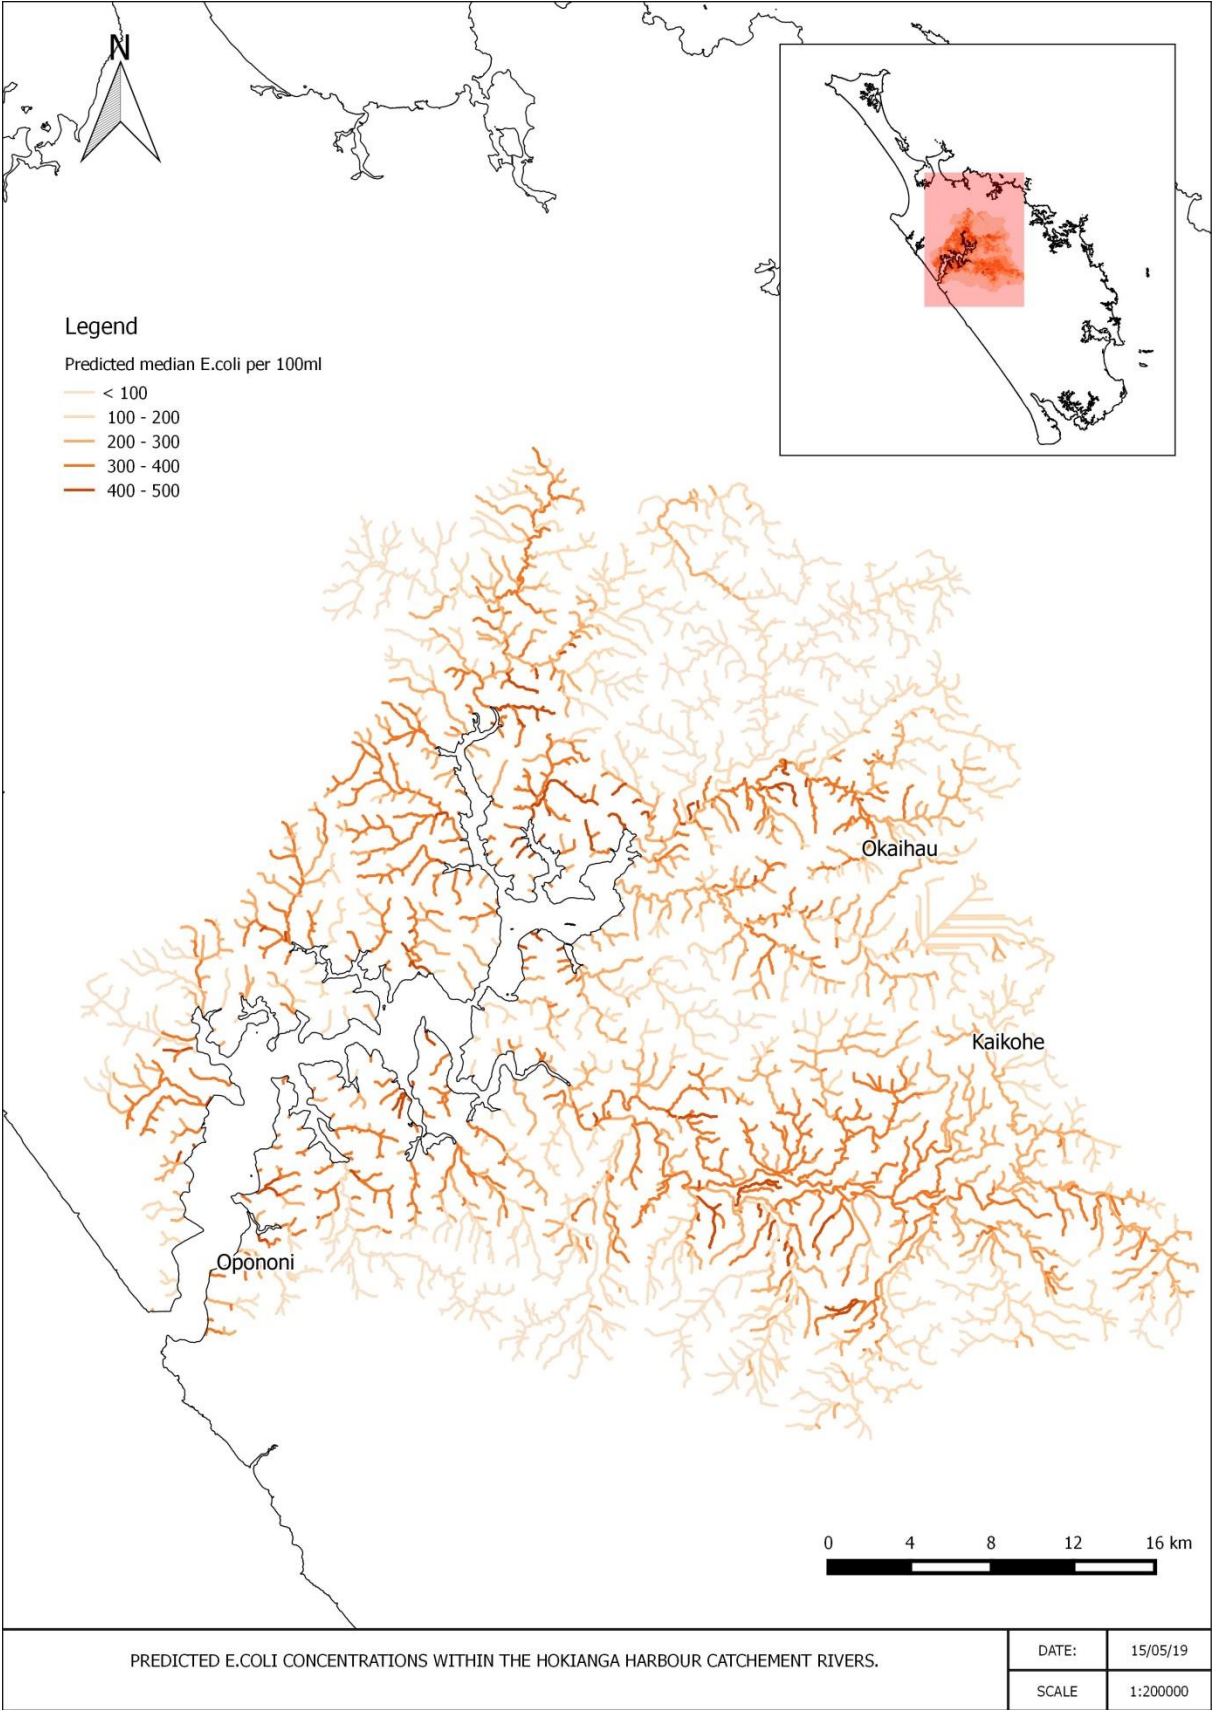 N
Legend
Predicted median E.coli per 100ml
< 100
100 - 200
200 - 300
300 - 400
400 - 500
Okaihau
Kaikohe
Opononi
0 4 8 12 16 km
PREDICTED E.COLI CONCENTRATIONS WITHIN THE HOKIANGA HARBOUR CATCHEMENT RIVERS.
DATE: 15/05/19
SCALE 1:200000